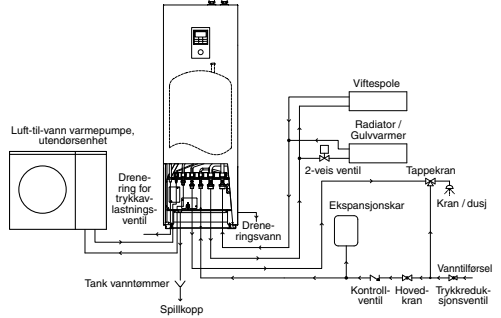 Viftespole
Radiator /
Gulvvarmer
2-veis ventil
Tappekran
Kran / dusj
Luft-til-vann varmepumpe,
utendørsenhet
Drene-
ring for
trykkav-
lastnings-
ventil
Drene-
ringsvann
Ekspansjonskar
Vanntilførsel
Kontroll-
ventil
Hoved-
kran
Trykkreduk-
sjonsventil
Tank vanntømmer
Spillkopp